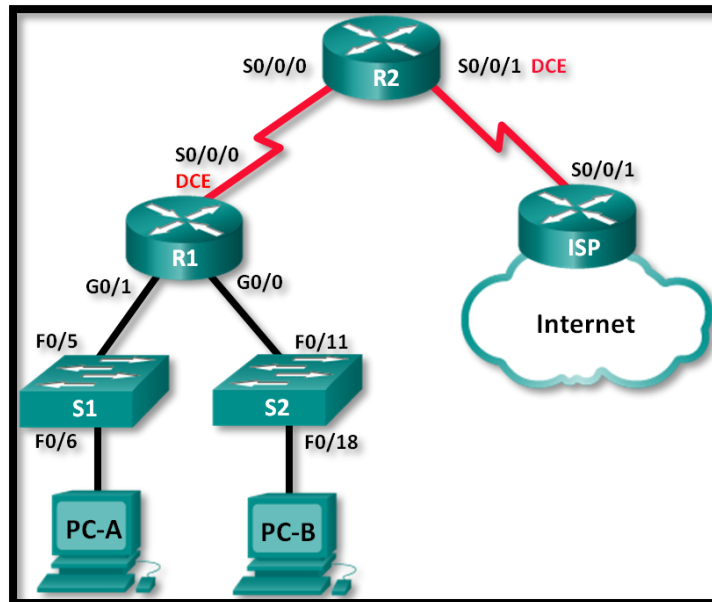 S0/0/0
R2
S0/0/1 DCE
S0/0/0
DCE
S0/0/1
R1
ISP
G0/1
G0/0
Internet
F0/5
F0/11
S1
S2
F0/6
F0/18
PC-A
PC-B